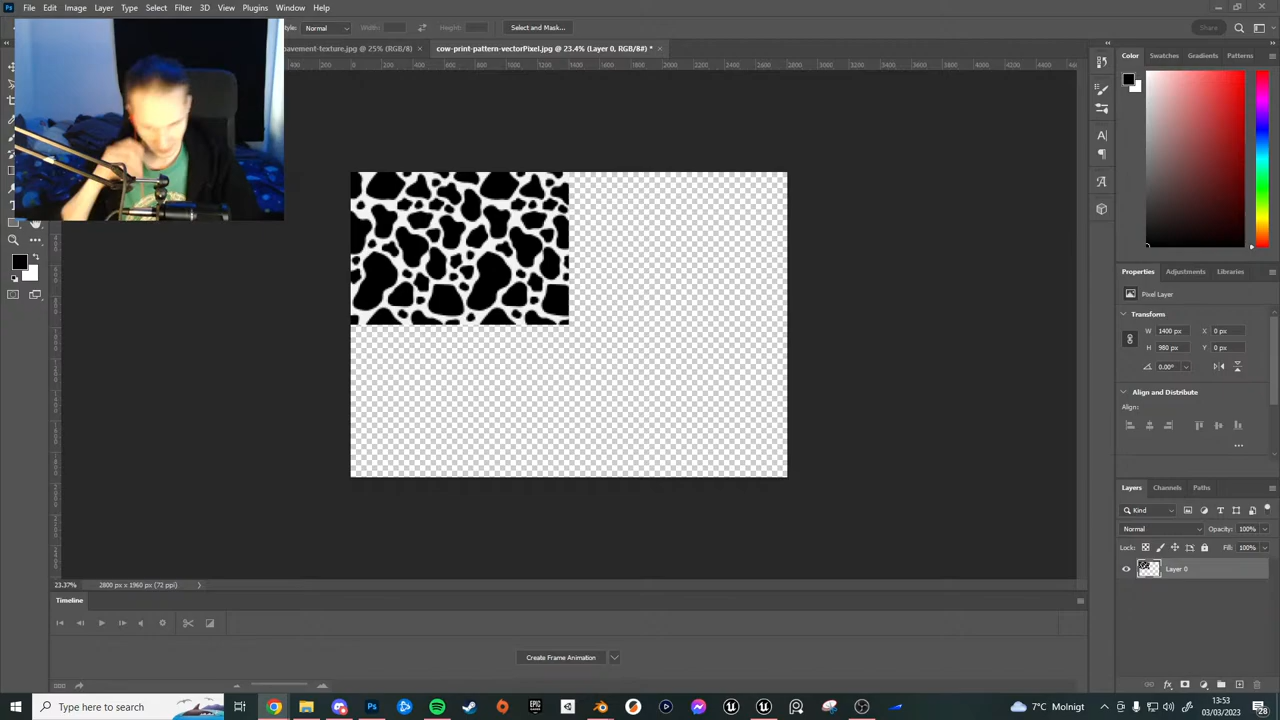 File Edit Image Layer Type Select Filter 3D View Plugins Window Help
Style: Normal Width: Height: Select and Mask... Share
pavement-texture.jpg @ 25% (RGB/8) × cow-print-pattern-vectorPixel.jpg @ 23.4% (Layer 0, RGB/8#) * ×
Color Swatches Gradients Patterns
Properties Adjustments Libraries
Pixel Layer
Transform
W 1400 px X 0 px
H 980 px Y 0 px
0.00°
Align and Distribute
Align:
Layers Channels Paths
Kind
Normal Opacity: 100%
Lock: Fill: 100%
Layer 0
23.37% 2800 px x 1960 px (72 ppi)
Timeline
Create Frame Animation
Type here to search
7°C Molnigt
13:53
03/03/2023
28